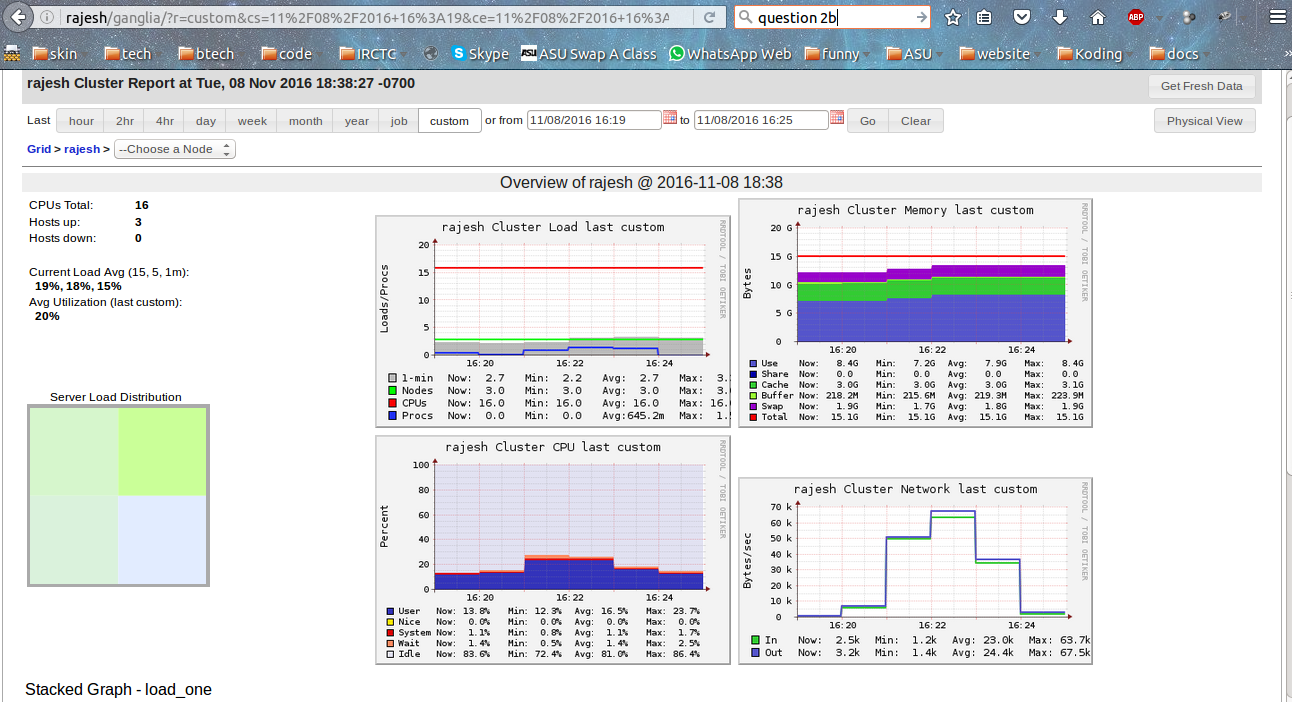 rajesh/ganglia/?r=custom&cs=11%2F08%2F2016+16%3A19&ce=11%2F08%2F2016+16%3A
question 2b
ABP
skin tech btech code IRCTC Skype ASU ASU Swap A Class WhatsApp Web funny ASU website Koding docs
rajesh Cluster Report at Tue, 08 Nov 2016 18:38:27 -0700
Get Fresh Data
Last hour 2hr 4hr day week month year job custom or from 11/08/2016 16:19 to 11/08/2016 16:25 Go Clear
Physical View
Grid > rajesh > --Choose a Node
Overview of rajesh @ 2016-11-08 18:38
CPUs Total: 16
Hosts up: 3
Hosts down: 0
Current Load Avg (15, 5, 1m):
19%, 18%, 15%
Avg Utilization (last custom):
20%
Server Load Distribution
rajesh Cluster Load last custom
RRDTOOL / TOBI OETIKER
Loads/Procs
20
15
10
5
0
16:20 16:22 16:24
1-min Now: 2.7 Min: 2.2 Avg: 2.7 Max: 3.
Nodes Now: 3.0 Min: 3.0 Avg: 3.0 Max: 3.
CPUs Now: 16.0 Min: 16.0 Avg: 16.0 Max: 16.
Procs Now: 0.0 Min: 0.0 Avg:645.2m Max: 1.
rajesh Cluster Memory last custom
RRDTOOL / TOBI OETIKER
Bytes
20 G
15 G
10 G
5 G
0
16:20 16:22 16:24
Use Now: 8.4G Min: 7.2G Avg: 7.9G Max: 8.4G
Share Now: 0.0 Min: 0.0 Avg: 0.0 Max: 0.0
Cache Now: 3.0G Min: 3.0G Avg: 3.0G Max: 3.1G
Buffer Now: 218.2M Min: 215.6M Avg: 219.3M Max: 223.9M
Swap Now: 1.9G Min: 1.7G Avg: 1.8G Max: 1.9G
Total Now: 15.1G Min: 15.1G Avg: 15.1G Max: 15.1G
rajesh Cluster CPU last custom
RRDTOOL / TOBI OETIKER
Percent
100
80
60
40
20
0
16:20 16:22 16:24
User Now: 13.8% Min: 12.3% Avg: 16.5% Max: 23.7%
Nice Now: 0.0% Min: 0.0% Avg: 0.0% Max: 0.0%
System Now: 1.1% Min: 0.8% Avg: 1.1% Max: 1.7%
Wait Now: 1.4% Min: 0.5% Avg: 1.4% Max: 2.5%
Idle Now: 83.6% Min: 72.4% Avg: 81.0% Max: 86.4%
rajesh Cluster Network last custom
RRDTOOL / TOBI OETIKER
Bytes/sec
70 k
60 k
50 k
40 k
30 k
20 k
10 k
0
16:20 16:22 16:24
In Now: 2.5k Min: 1.2k Avg: 23.0k Max: 63.7k
Out Now: 3.2k Min: 1.4k Avg: 24.4k Max: 67.5k
Stacked Graph - load_one